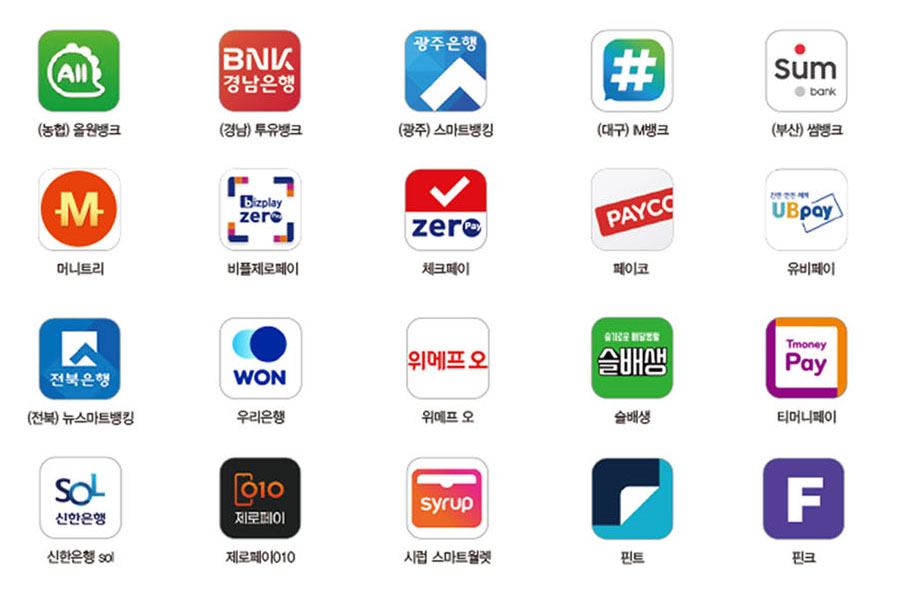 All
BNK
경남은행
광주은행
#
Sum
bank
(농협) 올원뱅크
(경남) 투유뱅크
(광주) 스마트뱅킹
(대구) IM뱅크
(부산) 썸뱅크
M
bizplay
zero Pay
zero Pay
PAYCO
간편·안전·혜택
UBpay
머니트리
비플제로페이
체크페이
페이코
유비페이
전북은행
WON
위메프 오
슬기로운 배달생활
슬배생
Tmoney
Pay
(전북) 뉴스마트뱅킹
우리은행
위메프 오
슬배생
티머니페이
SOL
신한은행
010
제로페이
syrup
F
신한은행 sol
제로페이010
시럽 스마트월렛
핀트
핀크